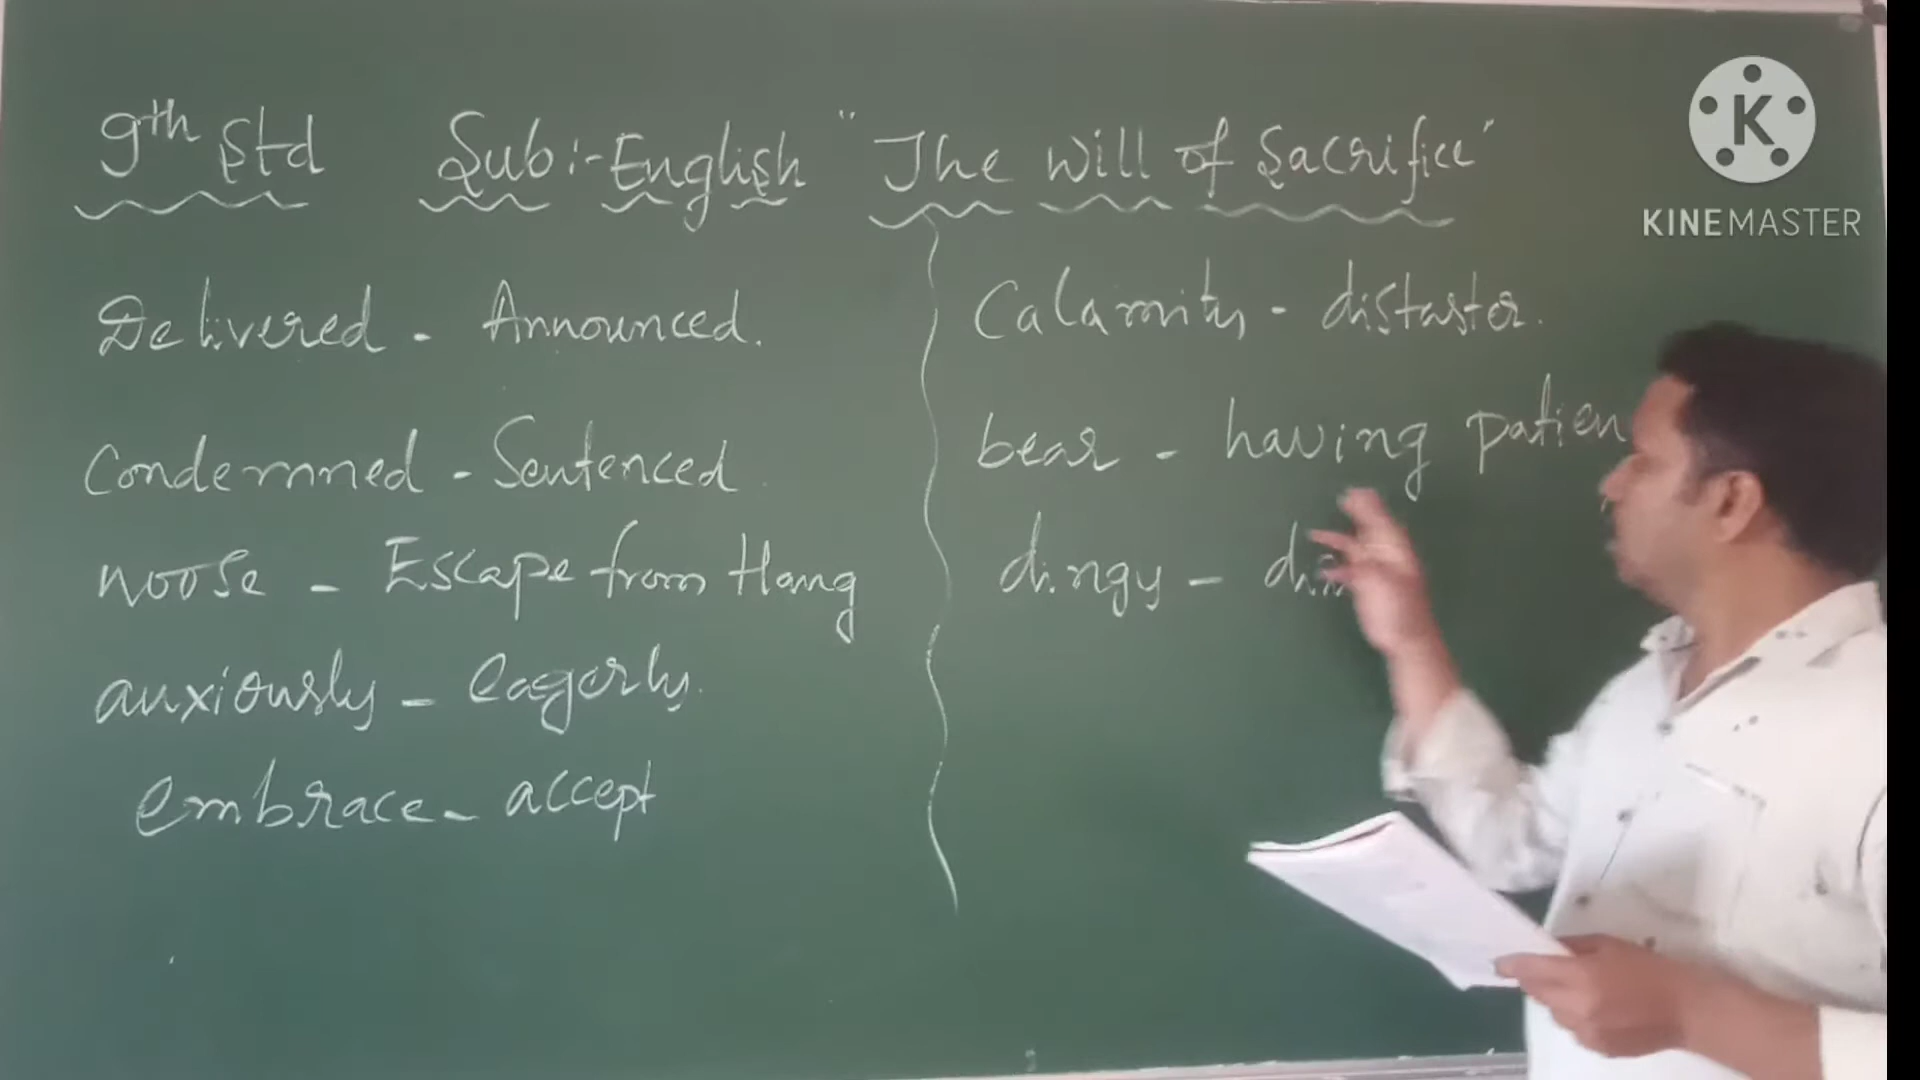 9th Std Sub:- English "The Will of Sacrifice"
Delivered - Announced.
Condemned - Sentenced
noose - Escape from Hang
anxiously - eagerly.
embrace - accept
Calamity - distaster.
bear - having patien
dingy -
KINEMASTER